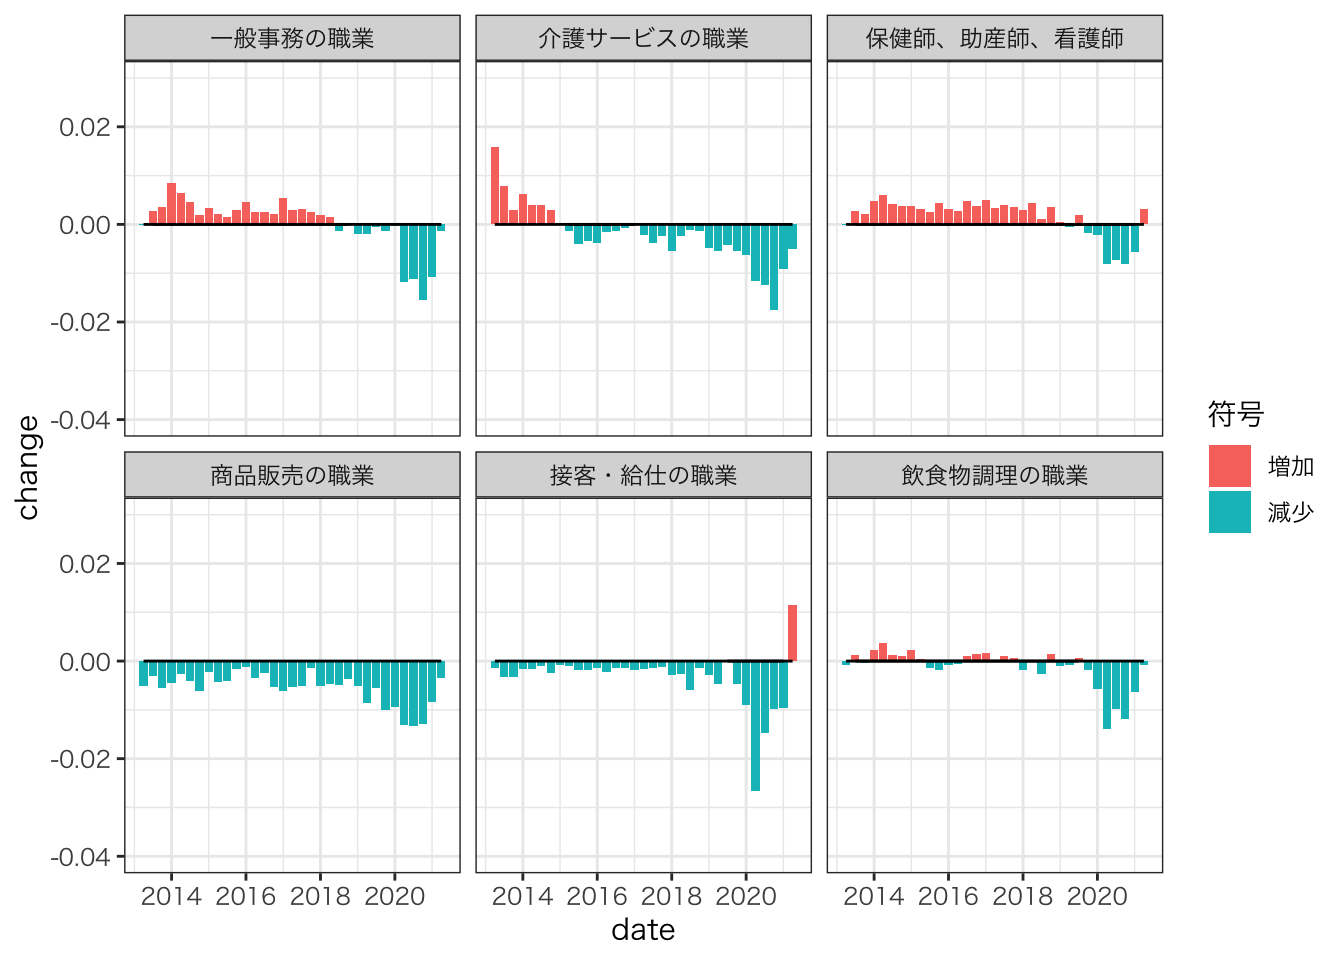 一般事務の職業
介護サービスの職業
保健師、助産師、看護師
0.02
0.00
-0.02
-0.04
商品販売の職業
接客・給仕の職業
飲食物調理の職業
0.02
0.00
-0.02
-0.04
2014 2016 2018 2020
2014 2016 2018 2020
2014 2016 2018 2020
date
change
符号
増加
減少